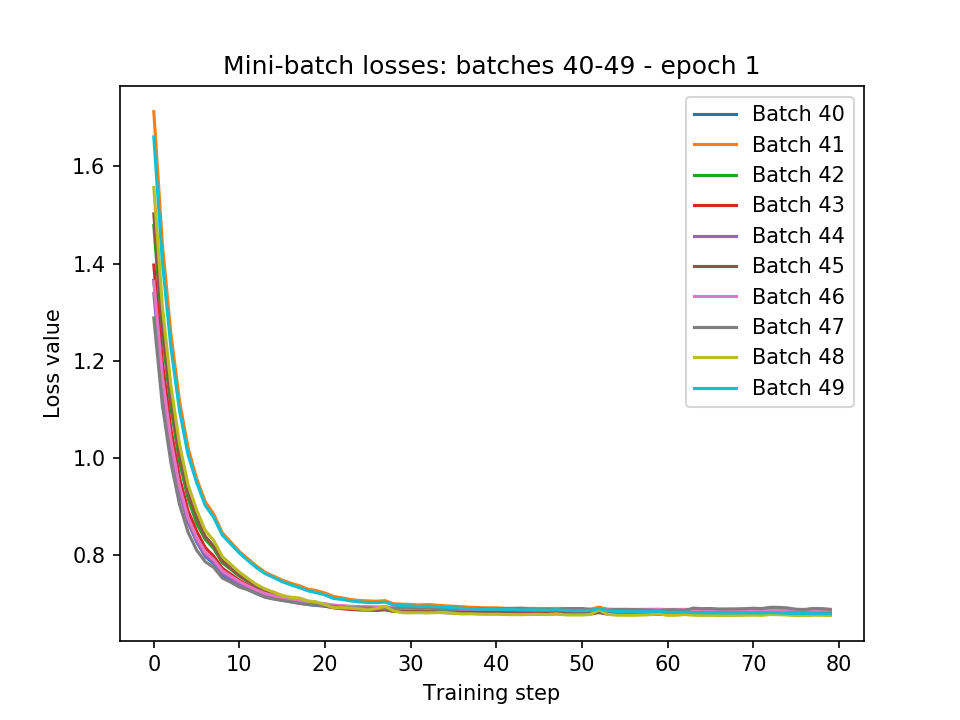 Mini-batch losses: batches 40-49 - epoch 1
Loss value
1.6
1.4
1.2
1.0
0.8
Batch 40
Batch 41
Batch 42
Batch 43
Batch 44
Batch 45
Batch 46
Batch 47
Batch 48
Batch 49
0 10 20 30 40 50 60 70 80
Training step